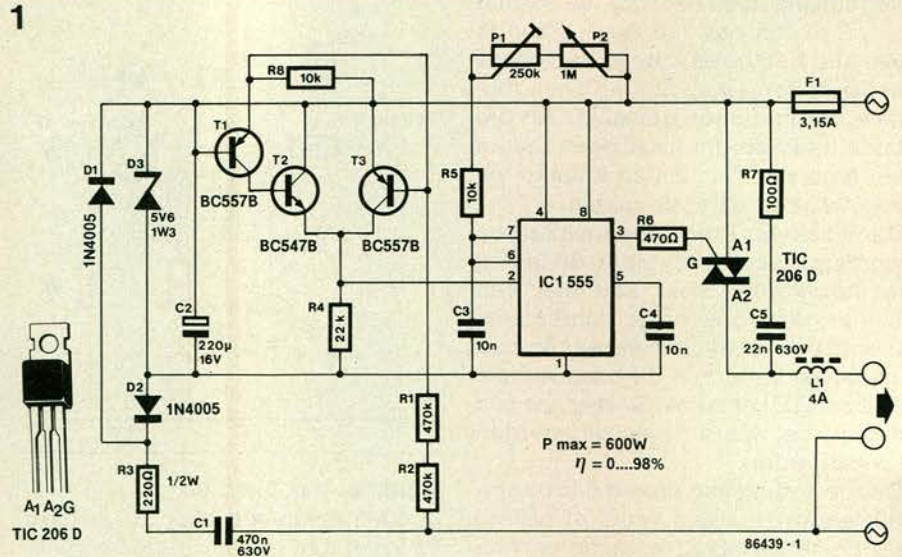 1
R8
10k
P1
250k
P2
1M
F1
3,15A
T1
BC557B
T2
BC547B
T3
BC557B
D1
1N4005
D3
5V6
1W3
R5
10k
R7
100Ω
4
8
7
6
2
3
5
1
IC1 555
R6
470Ω
G
A1
A2
TIC
206 D
C2
220µ
16V
R4
22 k
C3
10n
C4
10n
C5
22n
630V
L1
4A
D2
1N4005
R1
470k
R2
470k
R3
220Ω
1/2W
C1
470n
630V
P max = 600W
η = 0....98%
A1 A2 G
TIC 206 D
86439 - 1